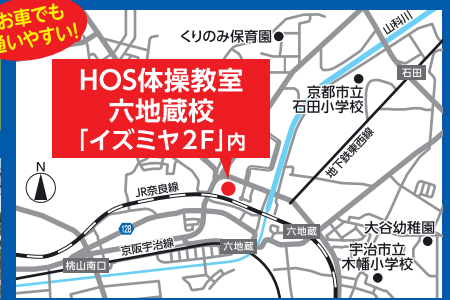 お車でも
通いやすい!
くりのみ保育園
山科川
石田
HOS体操教室
六地蔵校
「イズミヤ2F」内
京都市立
石田小学校
地下鉄東西線
N
JR奈良線
128
京阪宇治線
桃山南口
六地蔵
六地蔵
大谷幼稚園
宇治市立
木幡小学校